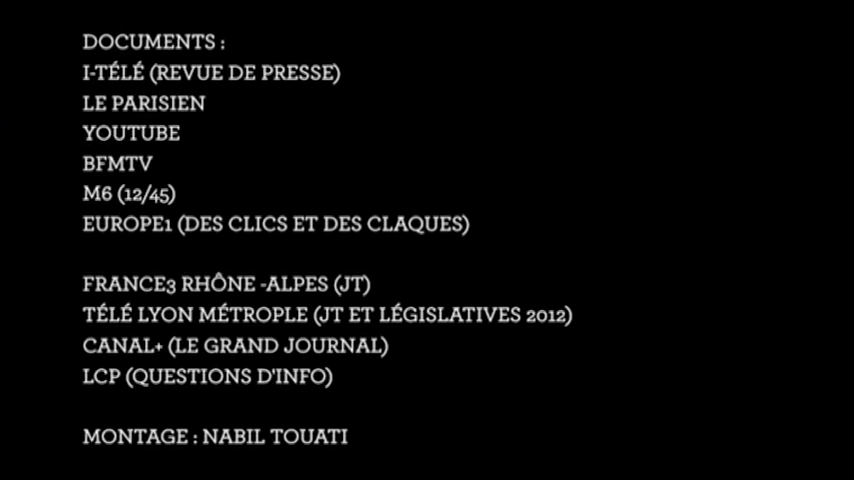 DOCUMENTS :
I-TÉLÉ (REVUE DE PRESSE)
LE PARISIEN
YOUTUBE
BFMTV
M6 (12/45)
EUROPE1 (DES CLICS ET DES CLAQUES)
FRANCE3 RHÔNE -ALPES (JT)
TÉLÉ LYON MÉTROPLE (JT ET LÉGISLATIVES 2012)
CANAL+ (LE GRAND JOURNAL)
LCP (QUESTIONS D'INFO)
MONTAGE : NABIL TOUATI